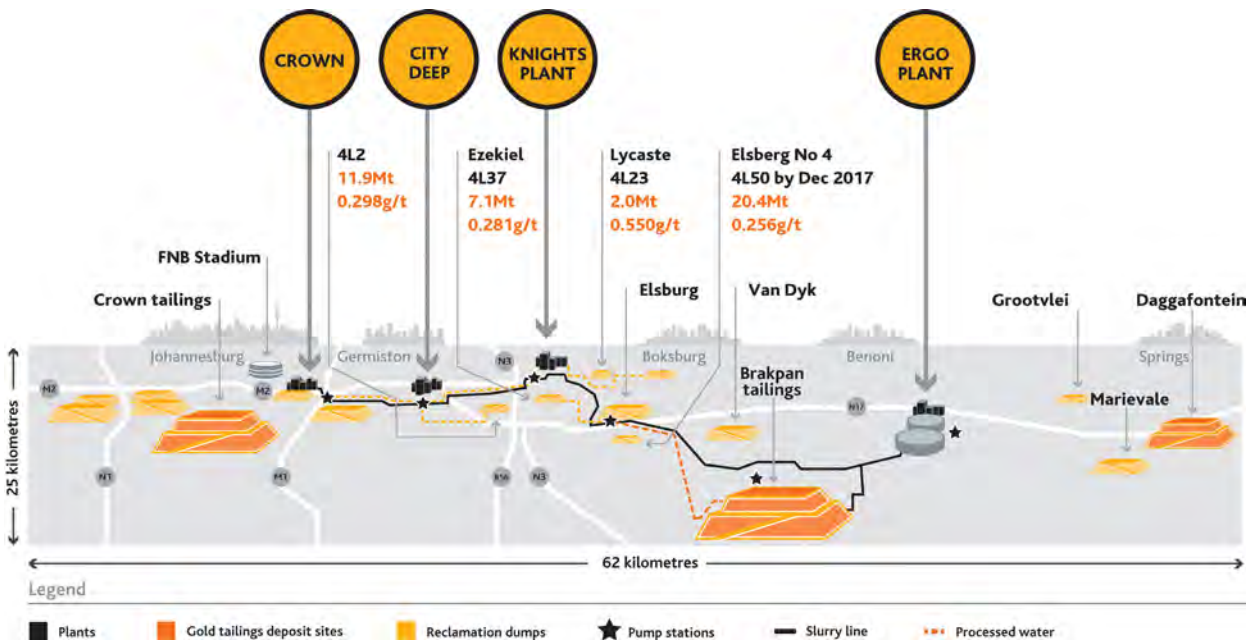 CROWN
CITY
DEEP
KNIGHTS
PLANT
ERGO
PLANT
4L2
11.9Mt
0.298g/t
Ezekiel
4L37
7.1Mt
0.281g/t
Lycaste
4L23
2.0Mt
0.550g/t
Elsberg No 4
4L50 by Dec 2017
20.4Mt
0.256g/t
FNB Stadium
Crown tailings
Elsburg
Van Dyk
Grootvlei
Daggafontein
Johannesburg
Germiston
N3
Boksburg
Benoni
Springs
Brakpan
tailings
Marievale
M2
M2
N17
N1
M1
R56
N3
25 kilometres
62 kilometres
Legend
Plants
Gold tailings deposit sites
Reclamation dumps
Pump stations
Slurry line
Processed water